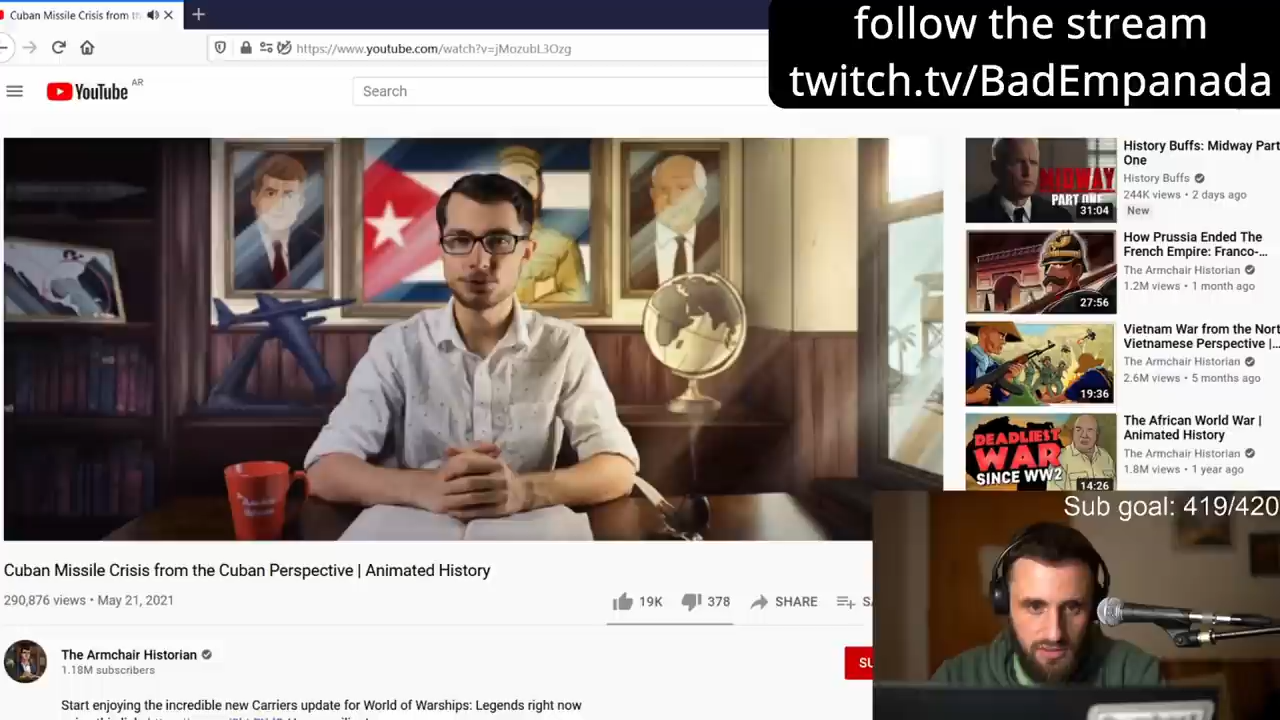 Cuban Missile Crisis from th
follow the stream
twitch.tv/BadEmpanada
https://www.youtube.com/watch?v=jMozubL3Ozg
YouTube AR
Search
History Buffs: Midway Part
One
History Buffs
244K views • 2 days ago
New
MIDWAY
PART ONE
31:04
How Prussia Ended The
French Empire: Franco-...
The Armchair Historian
1.2M views • 1 month ago
27:56
Vietnam War from the Nort
Vietnamese Perspective |...
The Armchair Historian
2.6M views • 5 months ago
19:36
The African World War |
Animated History
The Armchair Historian
1.8M views • 1 year ago
DEADLIEST
WAR
SINCE WW2
14:26
Sub goal: 419/420
Cuban Missile Crisis from the Cuban Perspective | Animated History
290,876 views • May 21, 2021
19K
378
SHARE
SA
The Armchair Historian
1.18M subscribers
SU
Start enjoying the incredible new Carriers update for World of Warships: Legends right now